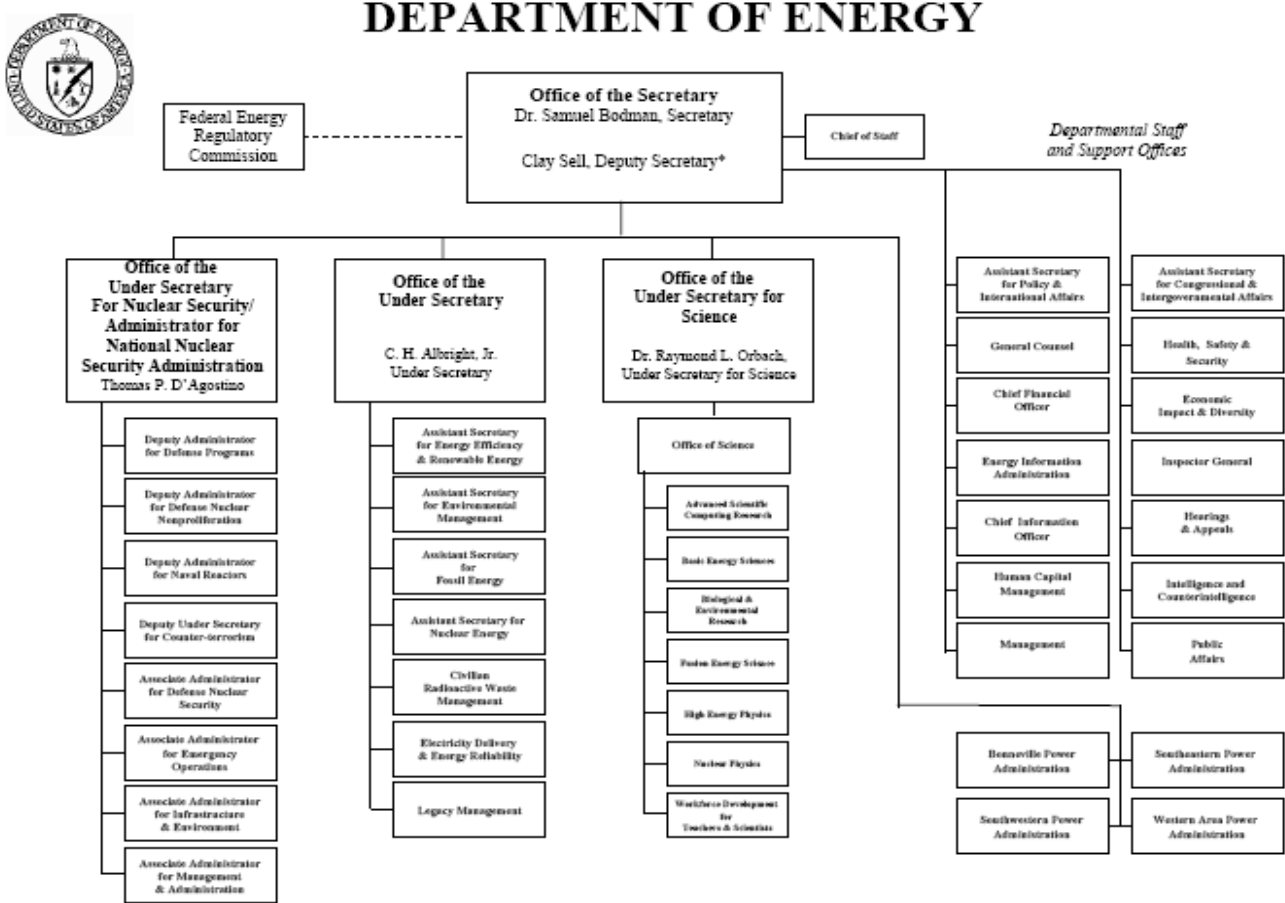 DEPARTMENT OF ENERGY
DEPARTMENT OF ENERGY
UNITED STATES OF AMERICA
Federal Energy
Regulatory
Commission
Office of the Secretary
Dr. Samuel Bodman, Secretary
Clay Sell, Deputy Secretary*
Chief of Staff
Departmental Staff
and Support Offices
Office of the
Under Secretary
For Nuclear Security/
Administrator for
National Nuclear
Security Administration
Thomas P. D'Agostino
Deputy Administrator
for Defense Programs
Deputy Administrator
for Defense Nuclear
Nonproliferation
Deputy Administrator
for Naval Reactors
Deputy Under Secretary
for Counter-terrorism
Associate Administrator
for Defense Nuclear
Security
Associate Administrator
for Emergency
Operations
Associate Administrator
for Infrastructure
& Environment
Associate Administrator
for Management
& Administration
Office of the
Under Secretary
C. H. Albright, Jr.
Under Secretary
Assistant Secretary
for Energy Efficiency
& Renewable Energy
Assistant Secretary
for Environmental
Management
Assistant Secretary
for
Fossil Energy
Assistant Secretary for
Nuclear Energy
Civilian
Radioactive Waste
Management
Electricity Delivery
& Energy Reliability
Legacy Management
Office of the
Under Secretary for
Science
Dr. Raymond L. Orbach,
Under Secretary for Science
Office of Science
Advanced Scientific
Computing Research
Basic Energy Sciences
Biological &
Environmental
Research
Fusion Energy Science
High Energy Physics
Nuclear Physics
Workforce Development
for
Teachers & Scientists
Assistant Secretary
for Policy &
International Affairs
General Counsel
Chief Financial
Officer
Energy Information
Administration
Chief Information
Officer
Human Capital
Management
Management
Assistant Secretary
for Congressional &
Intergovernmental Affairs
Health, Safety &
Security
Economic
Impact & Diversity
Inspector General
Hearings
& Appeals
Intelligence and
Counterintelligence
Public
Affairs
Bonneville Power
Administration
Southeastern Power
Administration
Southwestern Power
Administration
Western Area Power
Administration